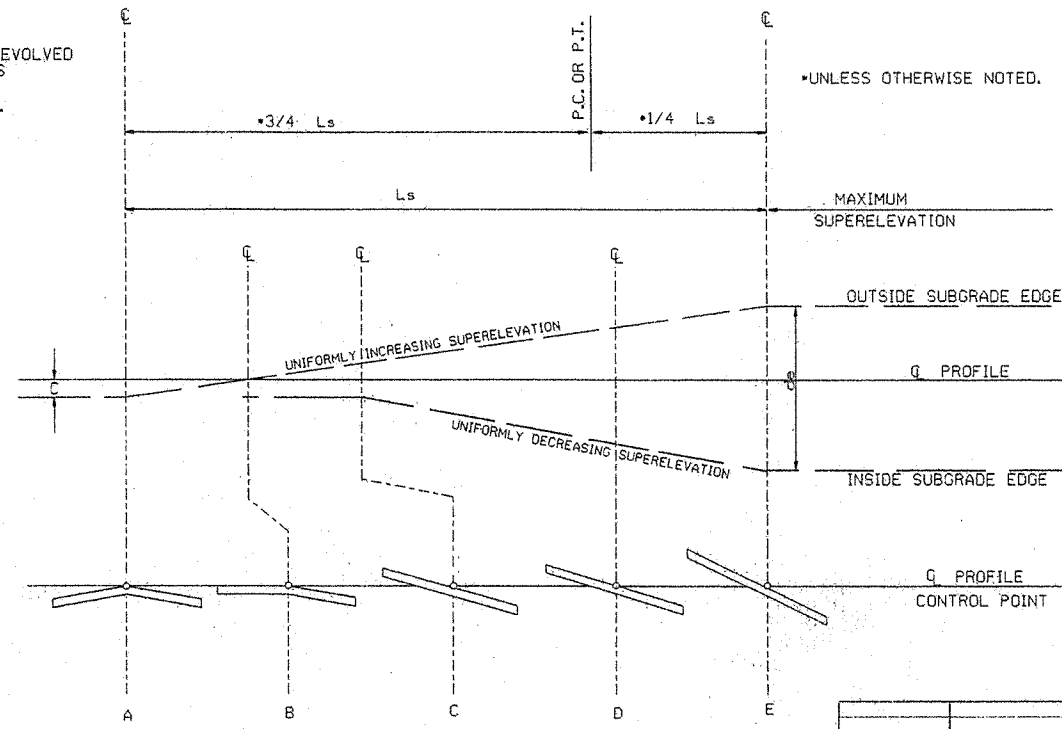 ℄
℄
EVOLVED
S
.
P.C. OR P.T.
*UNLESS OTHERWISE NOTED.
*3/4 Ls
*1/4 Ls
Ls
MAXIMUM
SUPERELEVATION
℄
℄
℄
OUTSIDE SUBGRADE EDGE
UNIFORMLY INCREASING SUPERELEVATION
C
℄ PROFILE
UNIFORMLY DECREASING SUPERELEVATION
INSIDE SUBGRADE EDGE
℄ PROFILE
CONTROL POINT
A
B
C
D
E